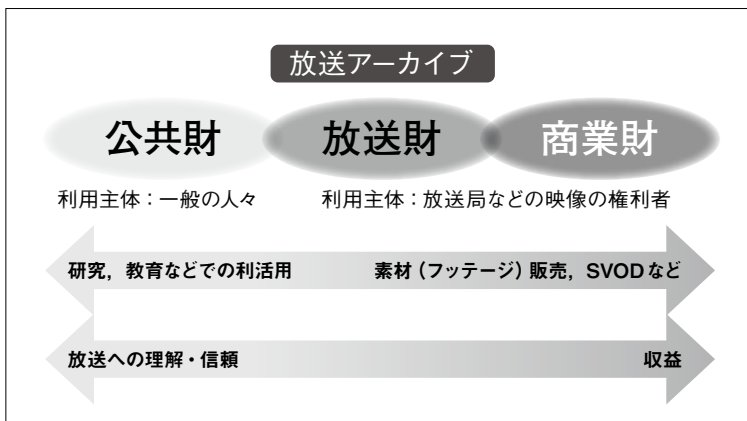 放送アーカイブ
公共財 放送財 商業財
利用主体：一般の人々 利用主体：放送局などの映像の権利者
研究，教育などでの利活用 素材（フッテージ）販売，SVODなど
放送への理解・信頼 収益